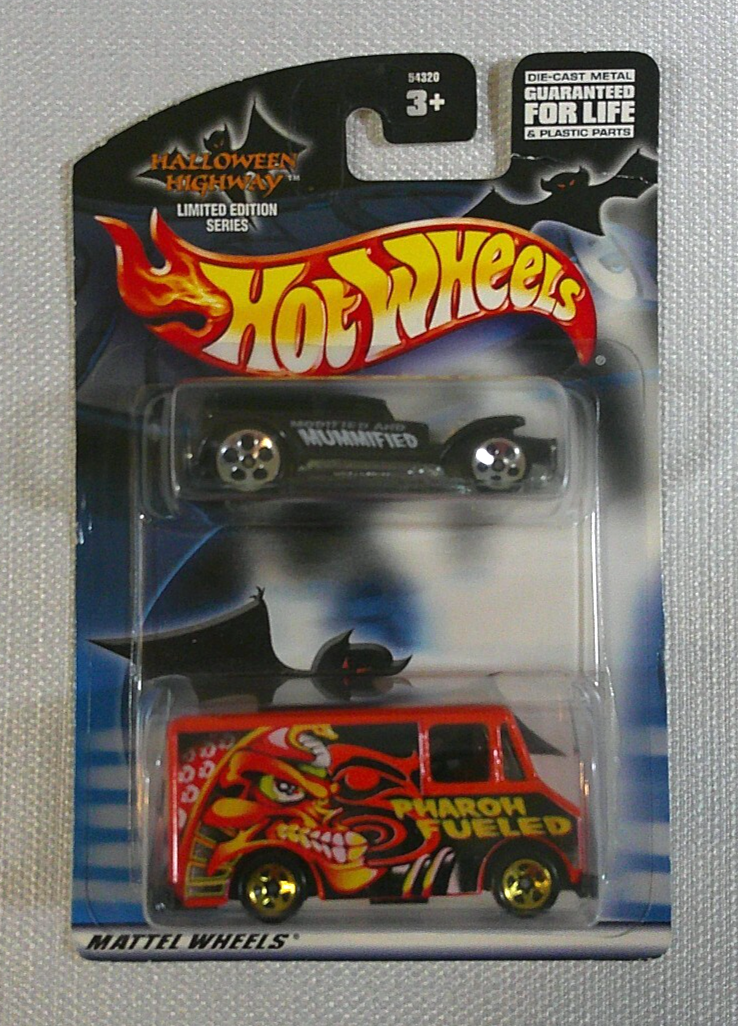 54320
3+
DIE-CAST METAL
GUARANTEED
FOR LIFE
& PLASTIC PARTS
HALLOWEEN
HIGHWAY™
LIMITED EDITION
SERIES
HOT WHEELS®
MODIFIED AND
MUMMIFIED
PHAROH
FUELED
MATTEL WHEELS®